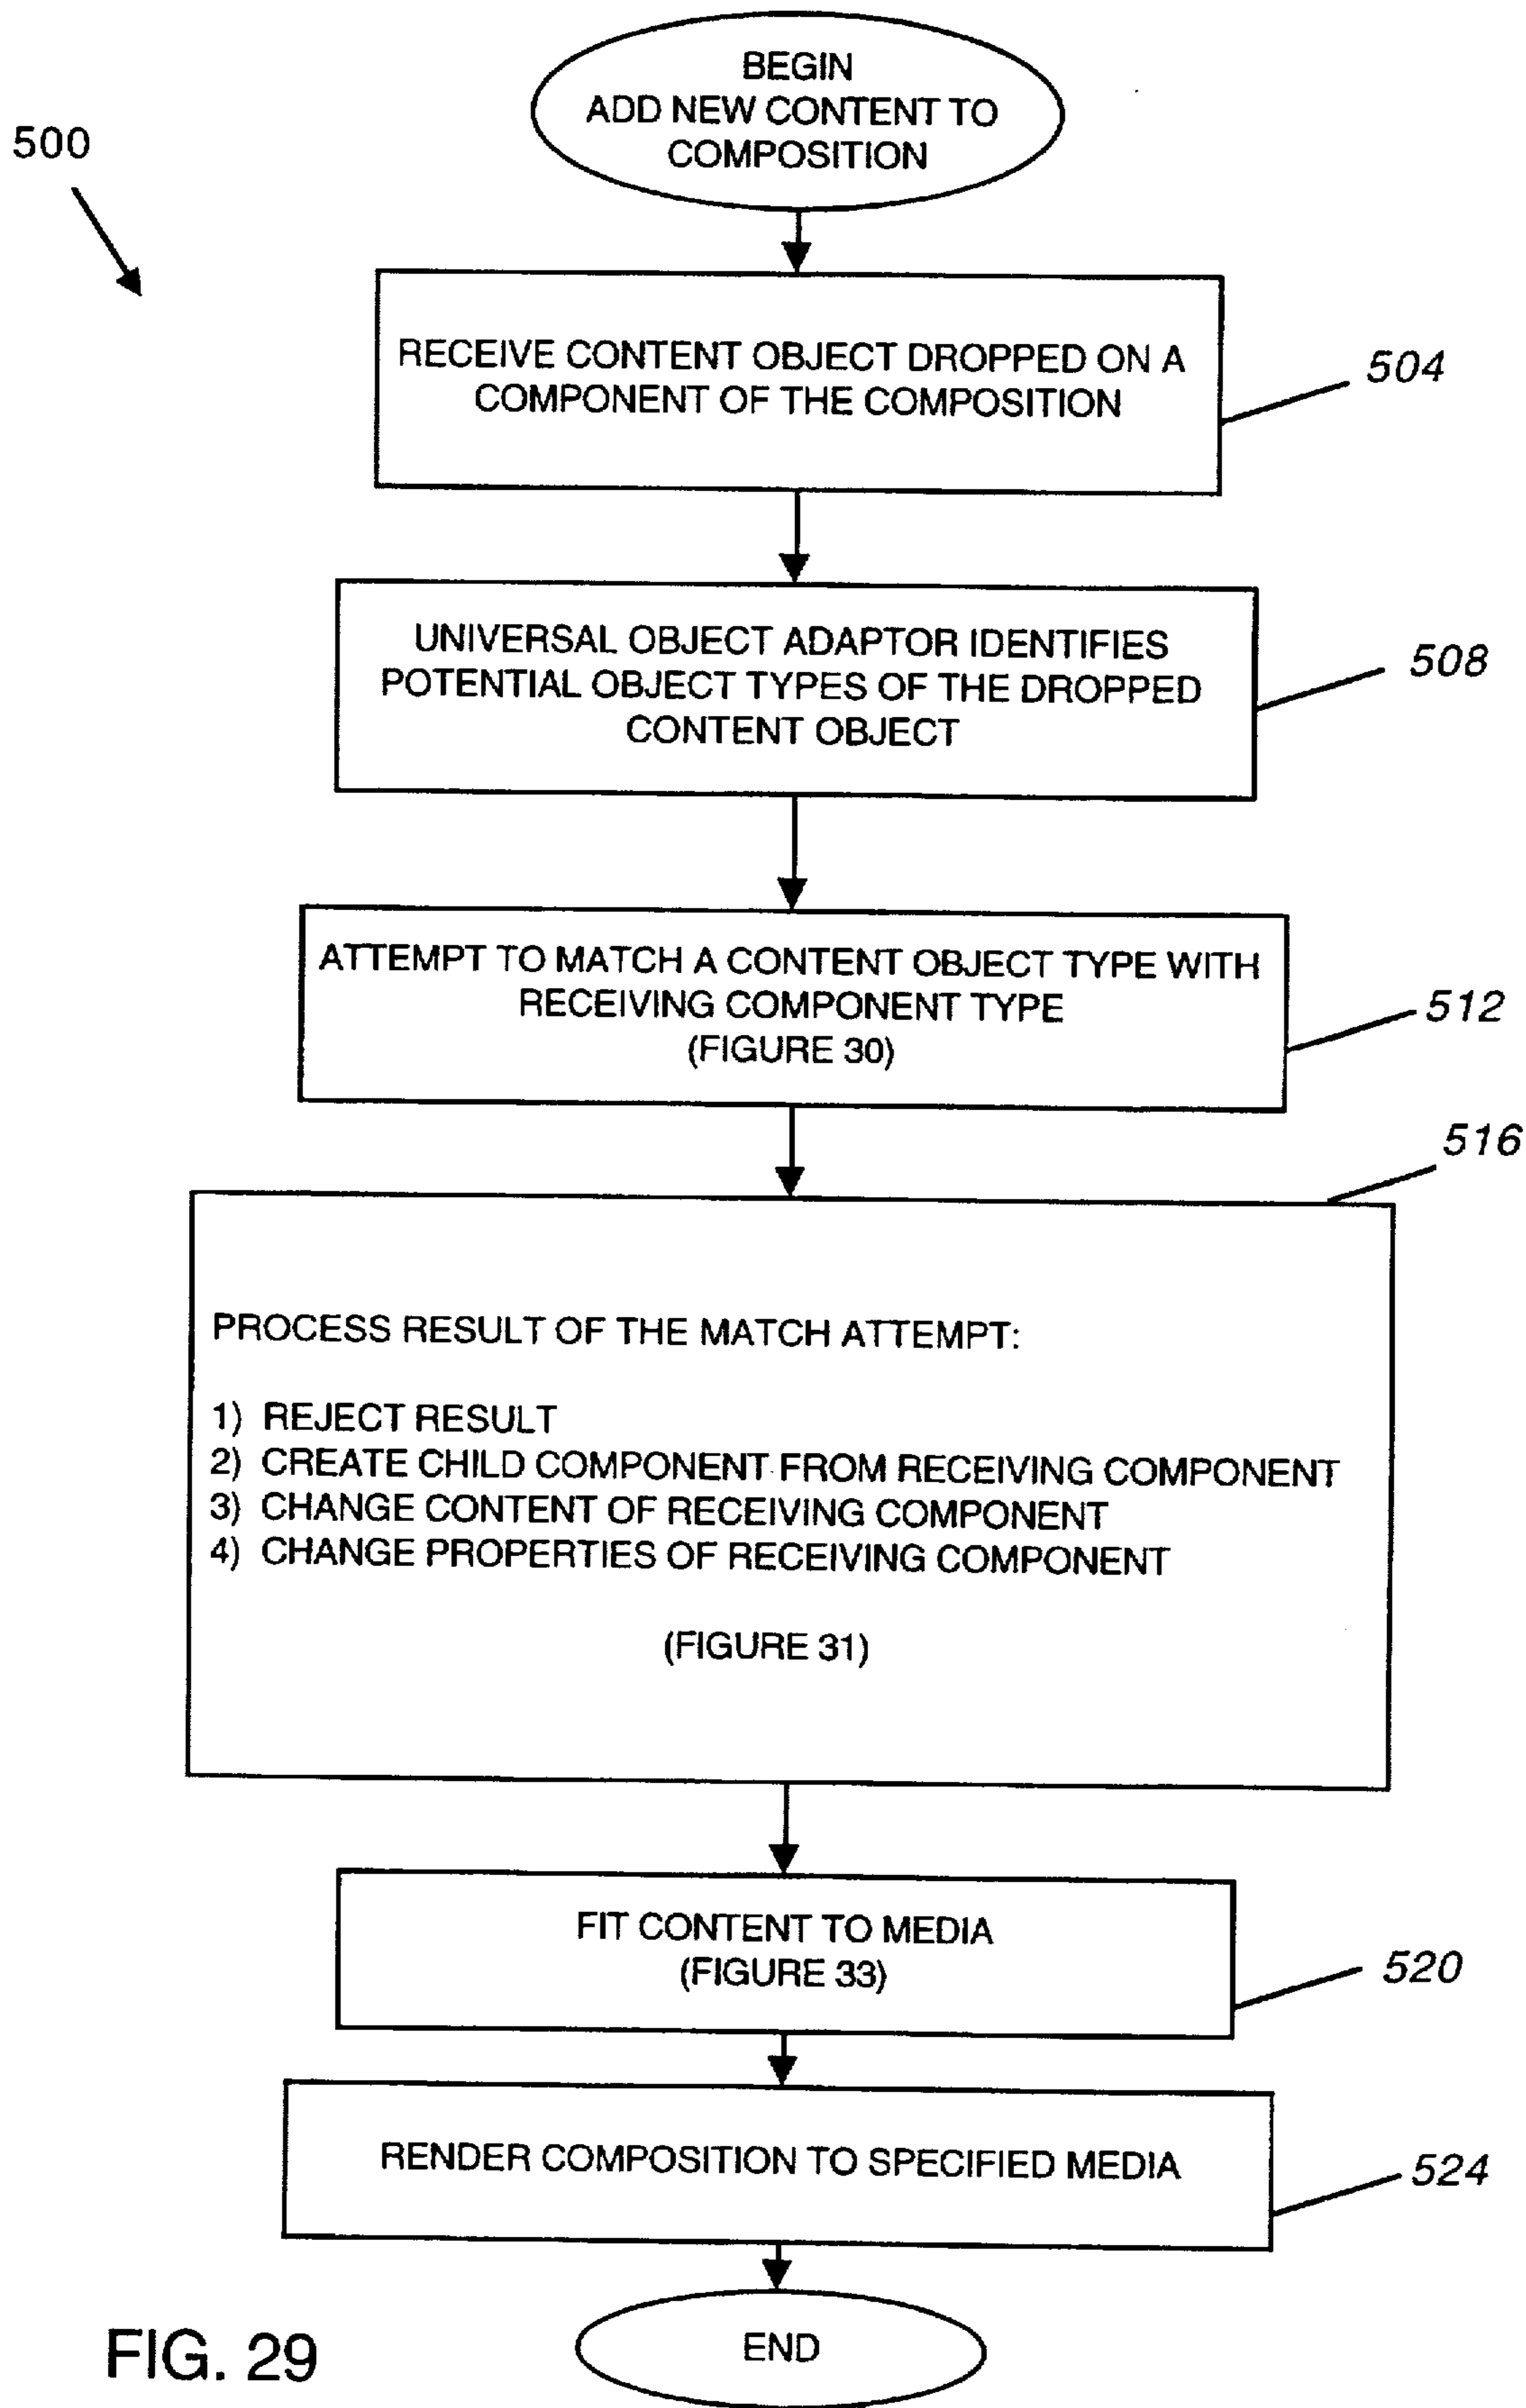 BEGIN
ADD NEW CONTENT TO
COMPOSITION
500
RECEIVE CONTENT OBJECT DROPPED ON A
COMPONENT OF THE COMPOSITION
504
UNIVERSAL OBJECT ADAPTOR IDENTIFIES
POTENTIAL OBJECT TYPES OF THE DROPPED
CONTENT OBJECT
508
ATTEMPT TO MATCH A CONTENT OBJECT TYPE WITH
RECEIVING COMPONENT TYPE
(FIGURE 30)
512
516
PROCESS RESULT OF THE MATCH ATTEMPT:
1) REJECT RESULT
2) CREATE CHILD COMPONENT FROM RECEIVING COMPONENT
3) CHANGE CONTENT OF RECEIVING COMPONENT
4) CHANGE PROPERTIES OF RECEIVING COMPONENT
(FIGURE 31)
FIT CONTENT TO MEDIA
(FIGURE 33)
520
RENDER COMPOSITION TO SPECIFIED MEDIA
524
END
FIG. 29